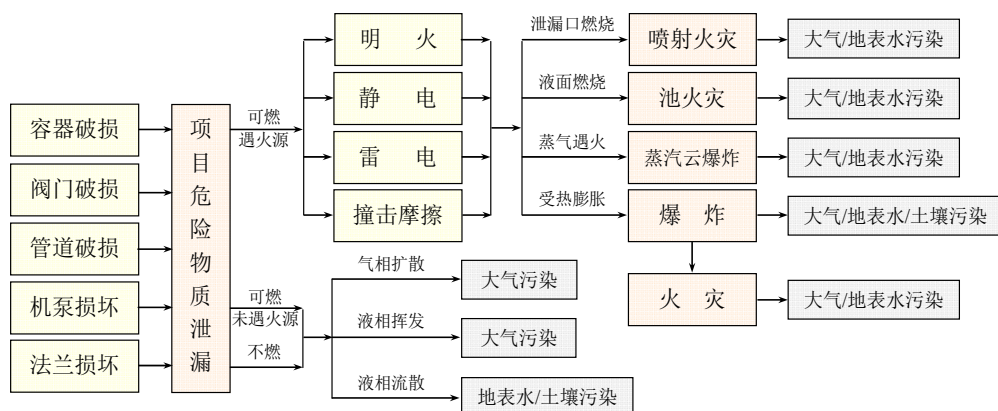 容器破损
阀门破损
管道破损
机泵损坏
法兰损坏
项目危险物质泄漏
可燃
遇火源
明 火
静 电
雷 电
撞击摩擦
泄漏口燃烧
液面燃烧
蒸气遇火
受热膨胀
喷射火灾
池火灾
蒸汽云爆炸
爆 炸
火 灾
大气/地表水污染
大气/地表水污染
大气/地表水污染
大气/地表水/土壤污染
大气/地表水污染
可燃
未遇火源
不燃
气相扩散
液相挥发
液相流散
大气污染
大气污染
地表水/土壤污染